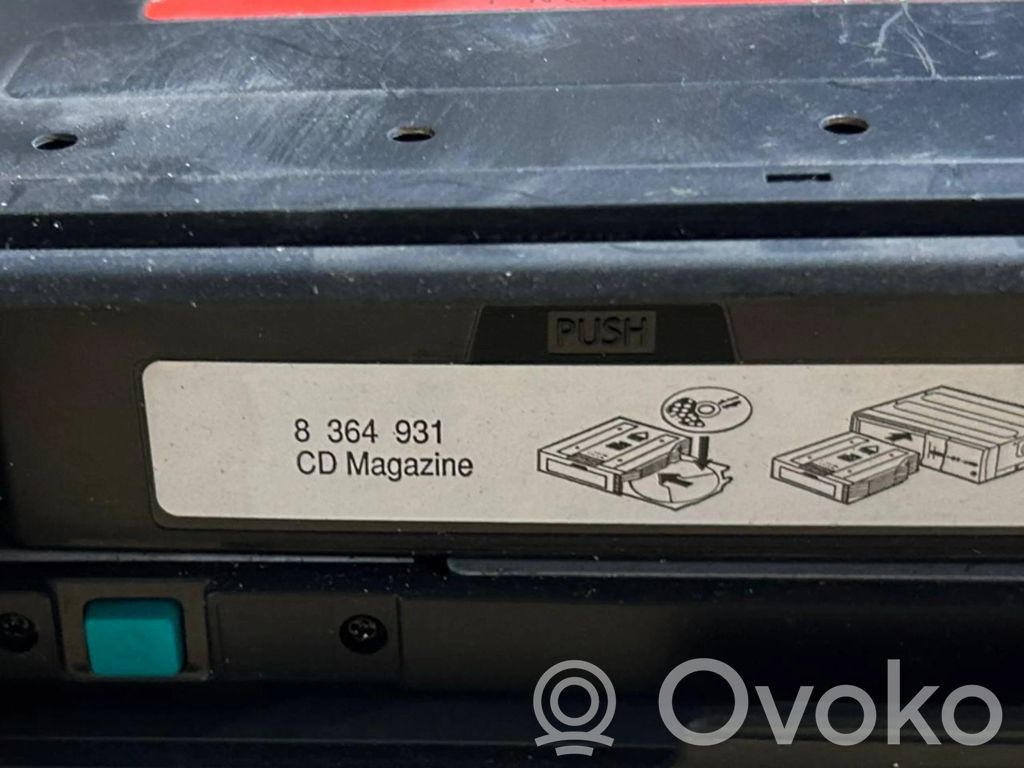 PUSH
8 364 931
CD Magazine
Ovoko